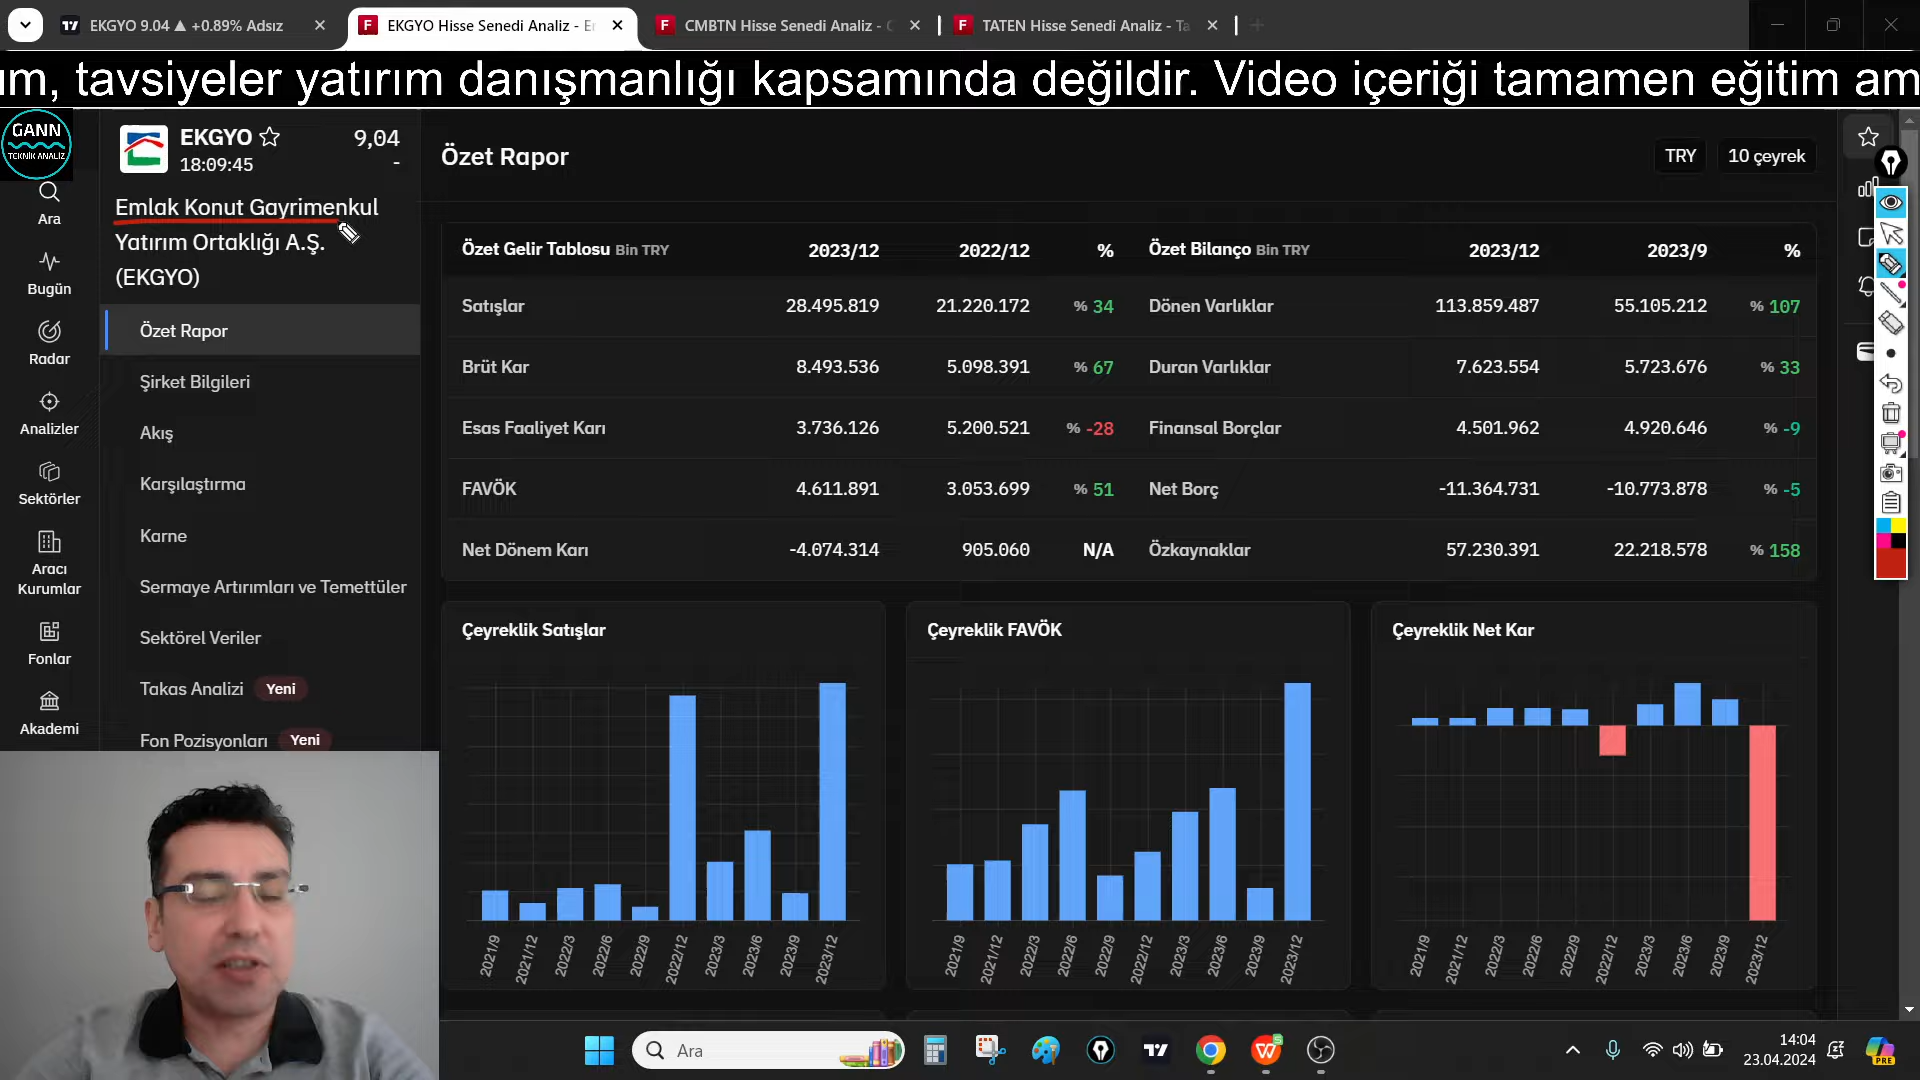 EKGYO 9.04 ▲ +0.89% Adsız
EKGYO Hisse Senedi Analiz - E
CMBTN Hisse Senedi Analiz -
TATEN Hisse Senedi Analiz - Ta
ım, tavsiyeler yatırım danışmanlığı kapsamında değildir. Video içeriği tamamen eğitim am
GANN
TEKNİK ANALİZ
Ara
Bugün
Radar
Analizler
Sektörler
Aracı
Kurumlar
Fonlar
Akademi
EKGYO 9,04
18:09:45 -
Emlak Konut Gayrimenkul
Yatırım Ortaklığı A.Ş.
(EKGYO)
Özet Rapor
Şirket Bilgileri
Akış
Karşılaştırma
Karne
Sermaye Artırımları ve Temettüler
Sektörel Veriler
Takas Analizi Yeni
Fon Pozisyonları Yeni
Özet Rapor TRY 10 çeyrek
Özet Gelir Tablosu Bin TRY 2023/12 2022/12 %
Satışlar 28.495.819 21.220.172 % 34
Brüt Kar 8.493.536 5.098.391 % 67
Esas Faaliyet Karı 3.736.126 5.200.521 % -28
FAVÖK 4.611.891 3.053.699 % 51
Net Dönem Karı -4.074.314 905.060 N/A
Özet Bilanço Bin TRY 2023/12 2023/9 %
Dönen Varlıklar 113.859.487 55.105.212 % 107
Duran Varlıklar 7.623.554 5.723.676 % 33
Finansal Borçlar 4.501.962 4.920.646 % -9
Net Borç -11.364.731 -10.773.878 % -5
Özkaynaklar 57.230.391 22.218.578 % 158
Çeyreklik Satışlar
2021/9 2021/12 2022/3 2022/6 2022/9 2022/12 2023/3 2023/6 2023/9 2023/12
Çeyreklik FAVÖK
2021/9 2021/12 2022/3 2022/6 2022/9 2022/12 2023/3 2023/6 2023/9 2023/12
Çeyreklik Net Kar
2021/9 2021/12 2022/3 2022/6 2022/9 2022/12 2023/3 2023/6 2023/9 2023/12
Ara
14:04
23.04.2024
PRE